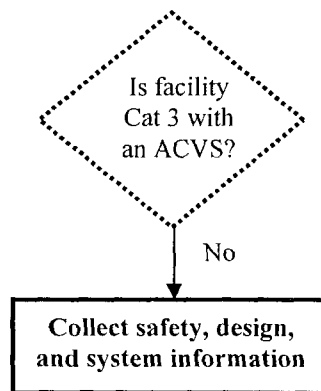 Is facility
Cat 3 with
an ACVS?
No
Collect safety, design,
and system information